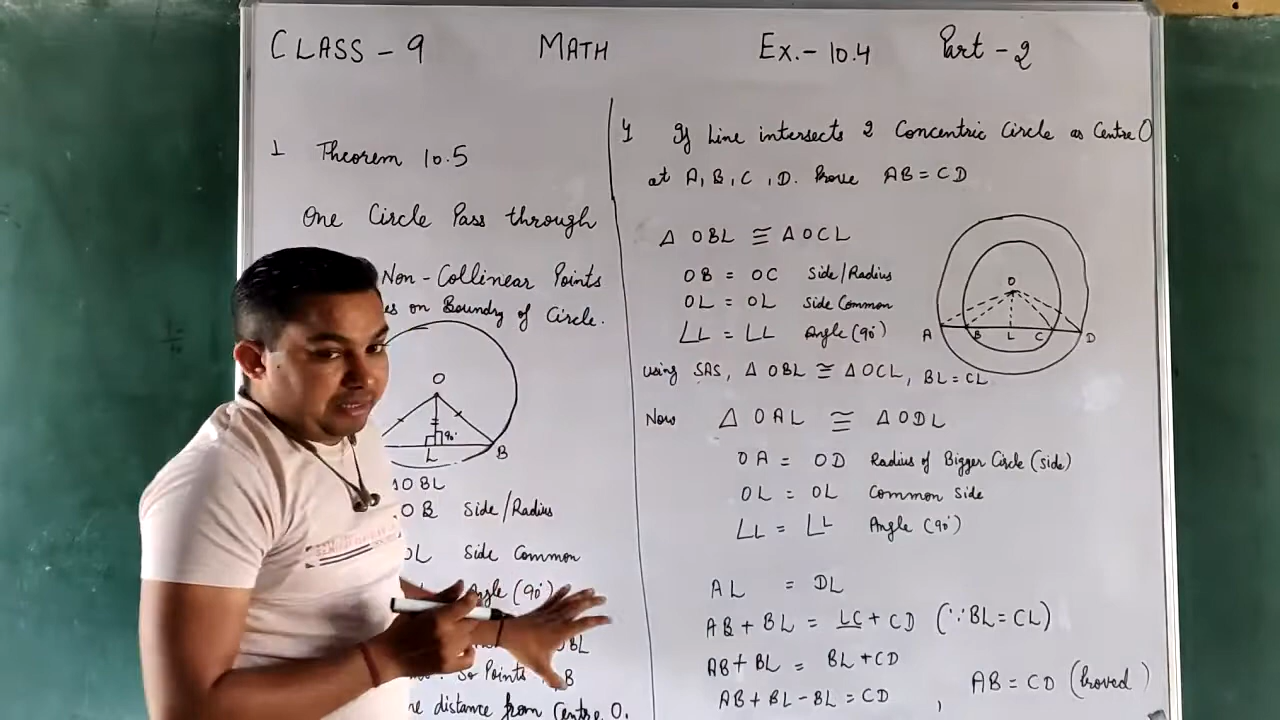 CLASS - 9 MATH Ex.- 10.4 Part - 2
1 Theorem 10.5
One Circle Pass through
Non-Collinear Points
es on Boundry of Circle.
O
90°
L
B
OBL
OB Side/Radius
OL Side Common
Angle (90°)
OBL
So Points B
distance from Centre O.
If Line intersects 2 Concentric Circle as Centre O
at A, B, C, D. Prove AB = CD
Δ OBL ≅ Δ OCL
OB = OC Side/Radius
OL = OL Side Common
∠L = ∠L Angle (90°)
using SAS, Δ OBL ≅ Δ OCL, BL = CL
O
A B L C D
Now Δ OAL ≅ Δ ODL
OA = OD Radius of Bigger Circle (side)
OL = OL Common Side
∠L = ∠L Angle (90°)
AL = DL
AB + BL = LC + CD (∵ BL = CL)
AB + BL = BL + CD
AB + BL - BL = CD , AB = CD (Proved)